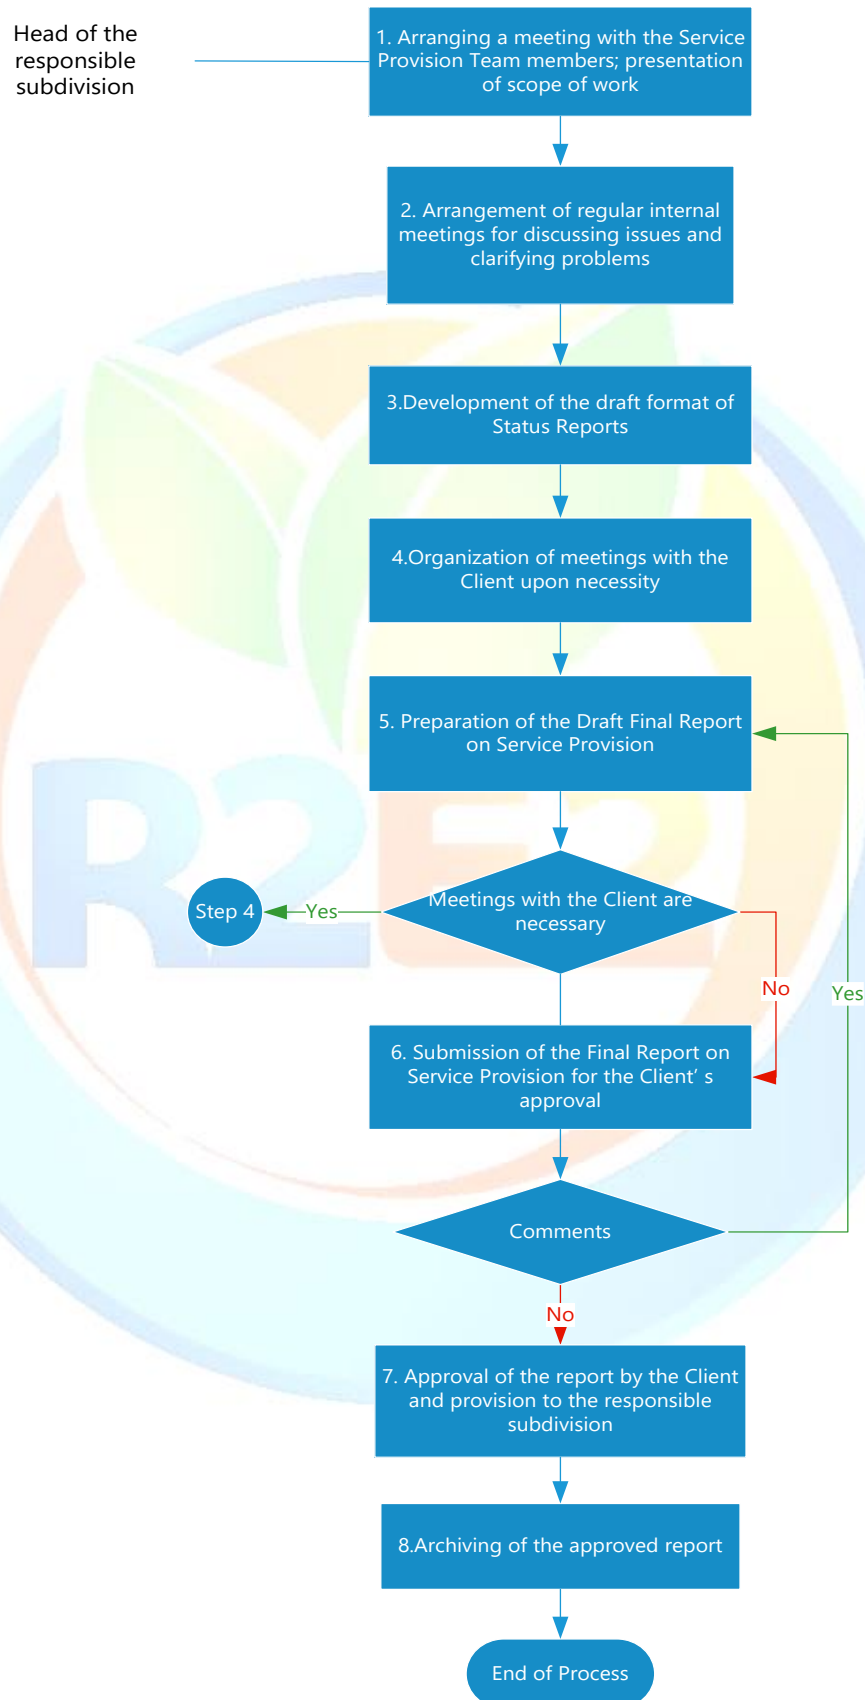 Head of the
responsible
subdivision
1. Arranging a meeting with the Service
Provision Team members; presentation
of scope of work
2. Arrangement of regular internal
meetings for discussing issues and
clarifying problems
3.Development of the draft format of
Status Reports
4.Organization of meetings with the
Client upon necessity
5. Preparation of the Draft Final Report
on Service Provision
R2E2
Meetings with the Client are
necessary
Yes
Step 4
No
Yes
6. Submission of the Final Report on
Service Provision for the Client’ s
approval
Comments
No
7. Approval of the report by the Client
and provision to the responsible
subdivision
8.Archiving of the approved report
End of Process